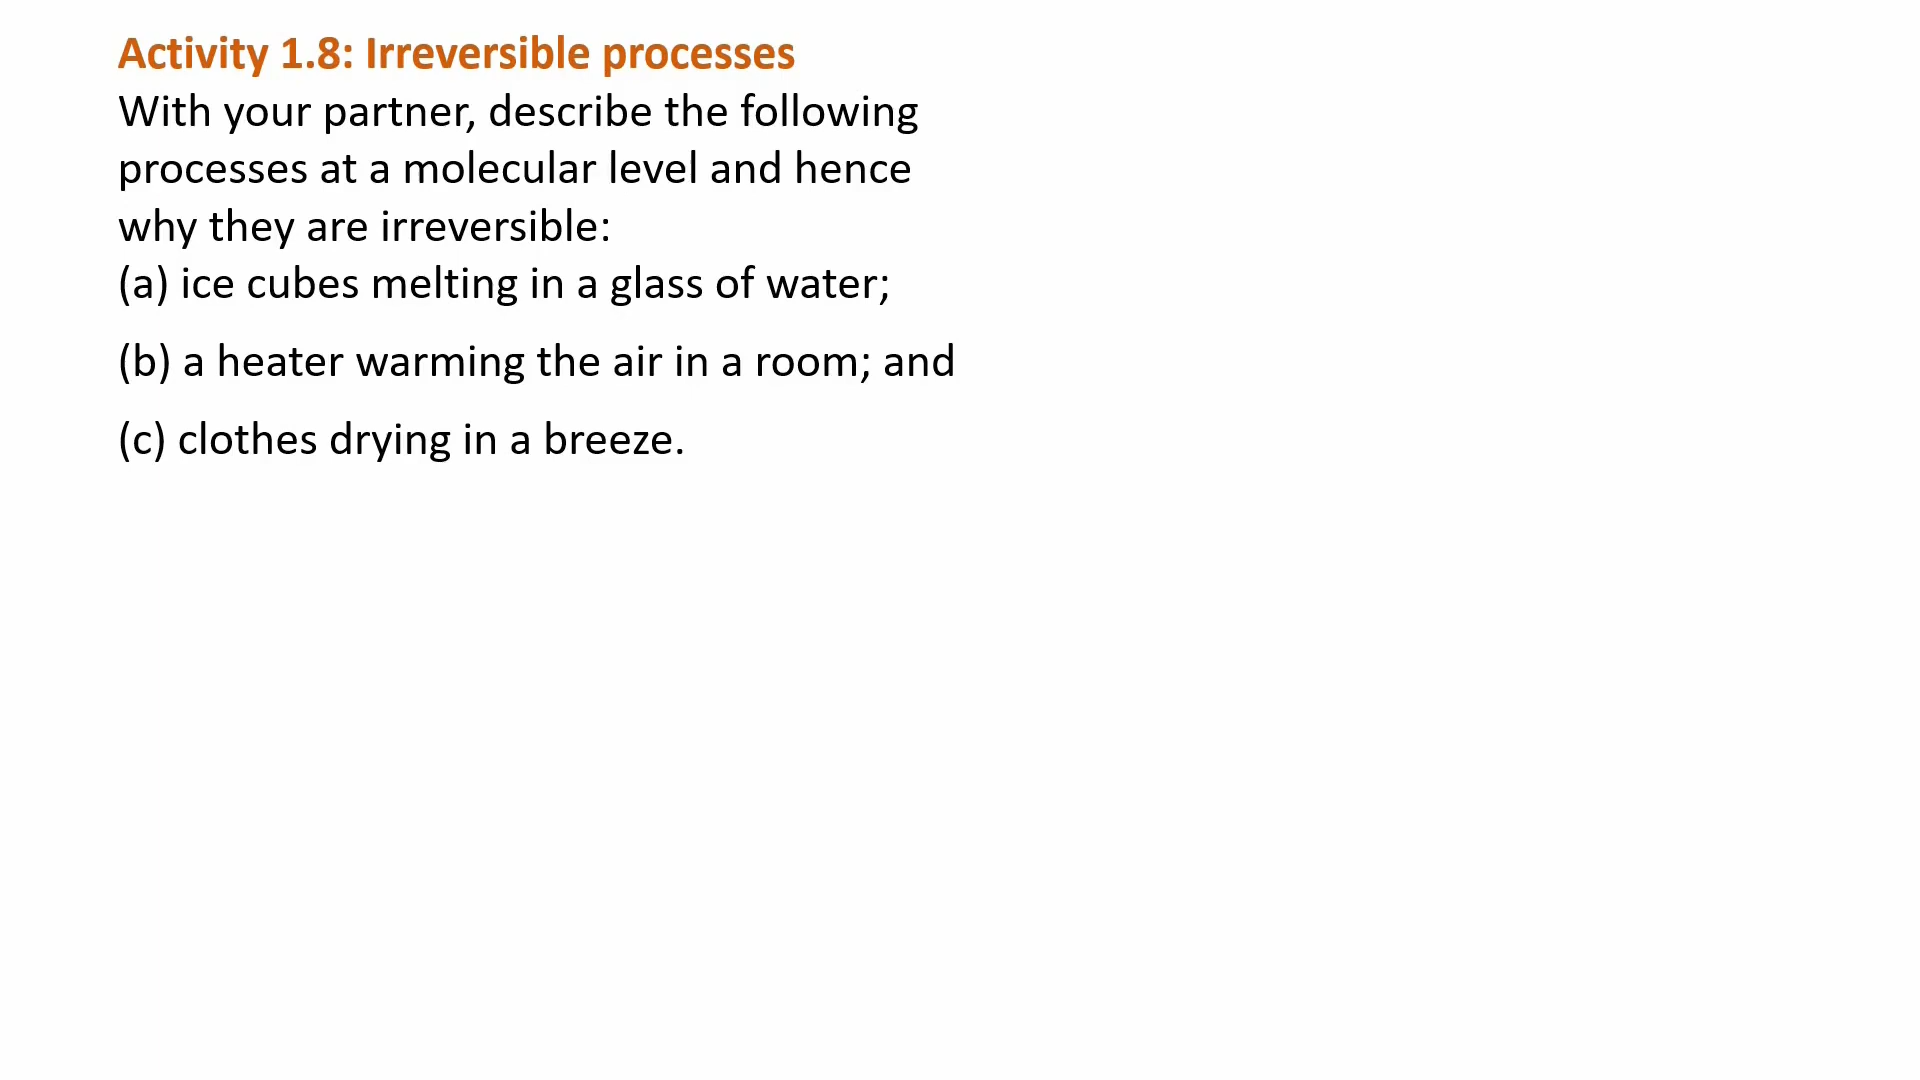 Activity 1.8: Irreversible processes
With your partner, describe the following
processes at a molecular level and hence
why they are irreversible:
(a) ice cubes melting in a glass of water;
(b) a heater warming the air in a room; and
(c) clothes drying in a breeze.